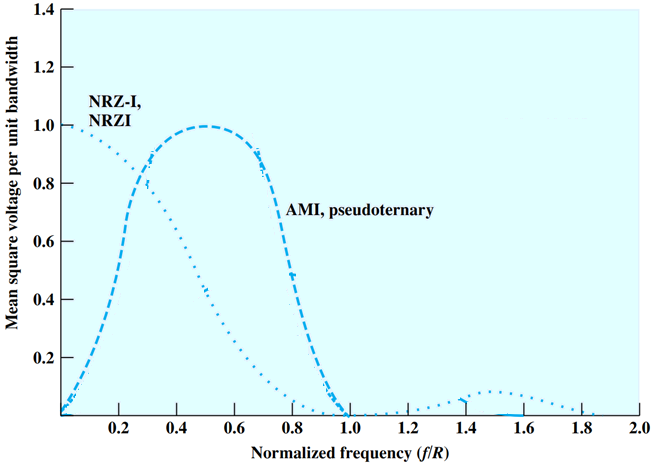 1.4
1.2
NRZ-I,
NRZI
1.0
0.8
AMI, pseudoternary
0.6
0.4
0.2
Mean square voltage per unit bandwidth
0.2 0.4 0.6 0.8 1.0 1.2 1.4 1.6 1.8 2.0
Normalized frequency (f/R)